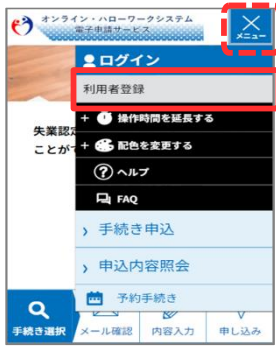 オンライン・ハローワークシステム
電子申請サービス
メニュー
ログイン
利用者登録
+ 操作時間を延長する
+ 配色を変更する
? ヘルプ
FAQ
失業認定
ことがで
› 手続き申込
› 申込内容照会
予約手続き
手続き選択
メール確認
内容入力
申し込み